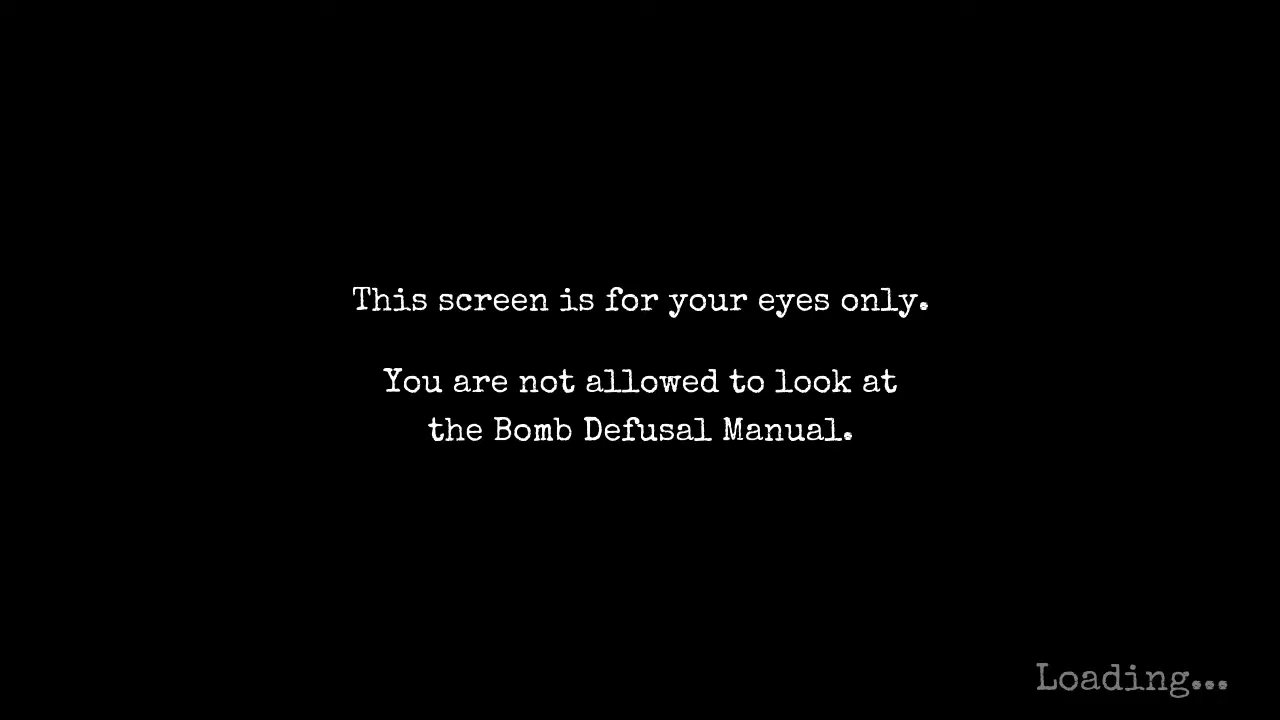 This screen is for your eyes only.
You are not allowed to look at
the Bomb Defusal Manual.
Loading...